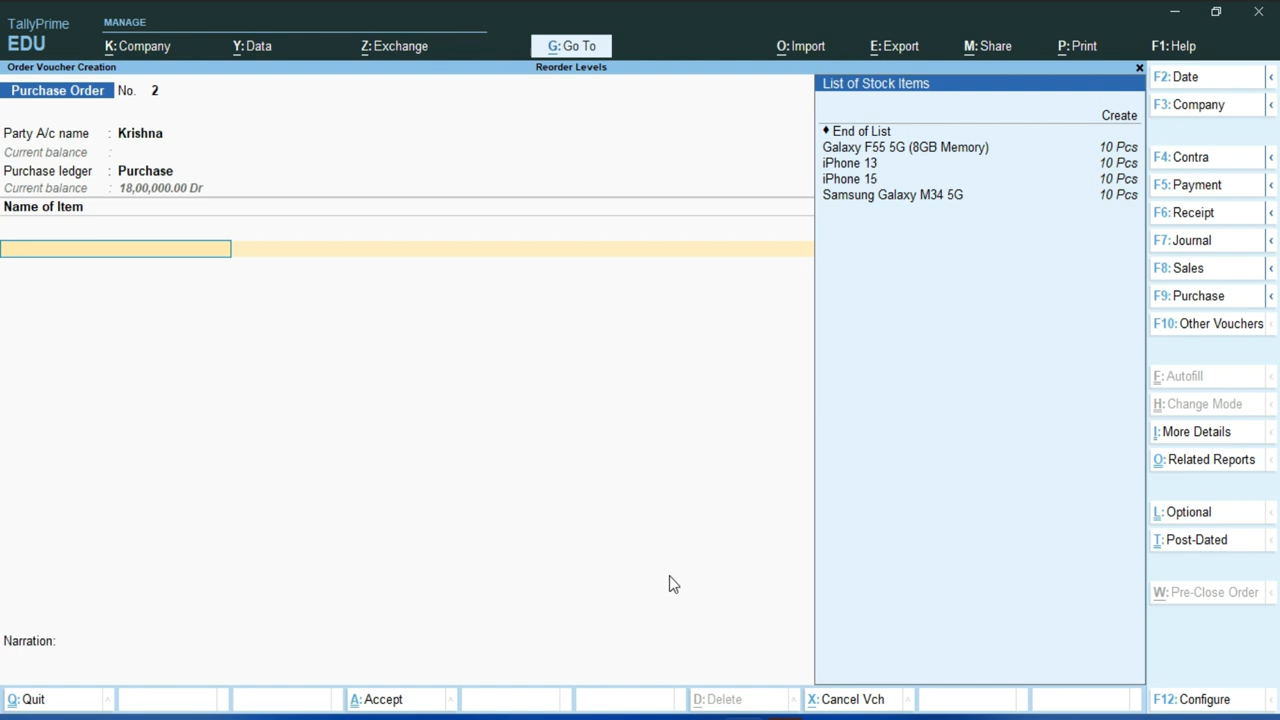 TallyPrime
EDU
MANAGE
K: Company
Y: Data
Z: Exchange
G: Go To
O: Import
E: Export
M: Share
P: Print
F1: Help
Order Voucher Creation
Reorder Levels
Purchase Order No. 2
Party A/c name : Krishna
Current balance :
Purchase ledger : Purchase
Current balance : 18,00,000.00 Dr
Name of Item
List of Stock Items
Create
♦ End of List
Galaxy F55 5G (8GB Memory) 10 Pcs
iPhone 13 10 Pcs
iPhone 15 10 Pcs
Samsung Galaxy M34 5G 10 Pcs
F2: Date
F3: Company
F4: Contra
F5: Payment
F6: Receipt
F7: Journal
F8: Sales
F9: Purchase
F10: Other Vouchers
F: Autofill
H: Change Mode
I: More Details
O: Related Reports
L: Optional
T: Post-Dated
W: Pre-Close Order
Narration:
Q: Quit
A: Accept
D: Delete
X: Cancel Vch
F12: Configure